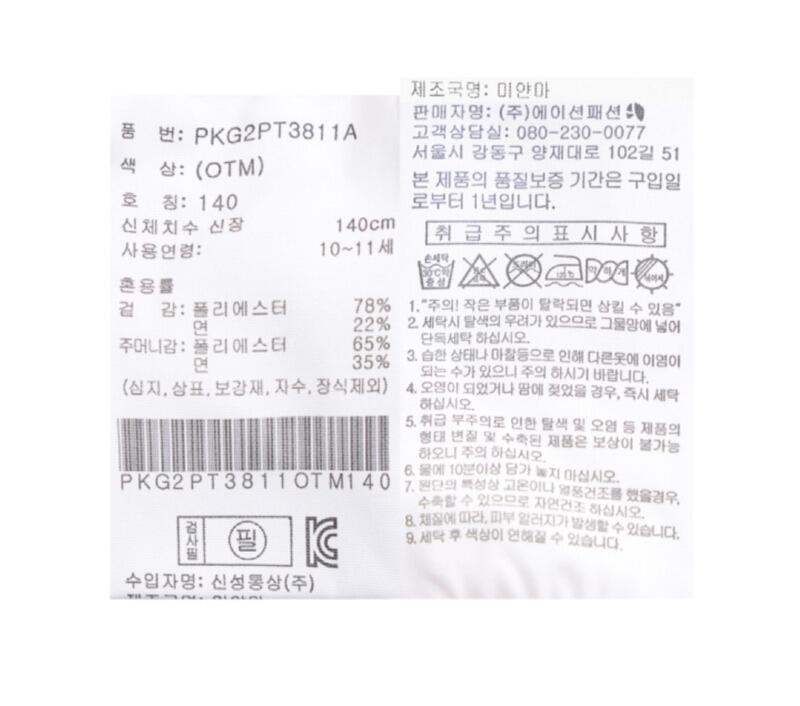 품 번: PKG2PT3811A
색 상: (OTM)
호 칭: 140
신체치수 신장 140cm
사용연령: 10~11세
혼용률
겉 감: 폴리에스터 78%
면 22%
주머니감: 폴리에스터 65%
면 35%
(심지, 상표, 보강재, 자수, 장식제외)
PKG2PT3811OTM140
검사필
필
수입자명: 신성통상(주)
제조국명: 미얀마
제조국명: 미얀마
판매자명: (주)에이션패션
고객상담실: 080-230-0077
서울시 강동구 양재대로 102길 51
본 제품의 품질보증 기간은 구입일
로부터 1년입니다.
취급주의표시사항
손세탁
30℃
중성
약하게
1. "주의! 작은 부품이 탈락되면 삼킬 수 있음"
2. 세탁시 탈색의 우려가 있으므로 그물망에 넣어
단독세탁 하십시오.
3. 습한 상태나 마찰등으로 인해 다른옷에 이염이
되는 수가 있으니 주의 하시기 바랍니다.
4. 오염이 되었거나 땀에 젖었을 경우, 즉시 세탁
하십시오.
5. 취급 부주의로 인한 탈색 및 오염 등 제품의
형태 변질 및 수축된 제품은 보상이 불가능
하오니 주의 하십시오.
6. 물에 10분이상 담가 놓지 마십시오.
7. 원단의 특성상 고온이나 열풍건조를 했을경우,
수축할 수 있으므로 자연건조 하십시오.
8. 체질에 따라, 피부 알러지가 발생할 수 있습니다.
9. 세탁 후 색상이 연해질 수 있습니다.